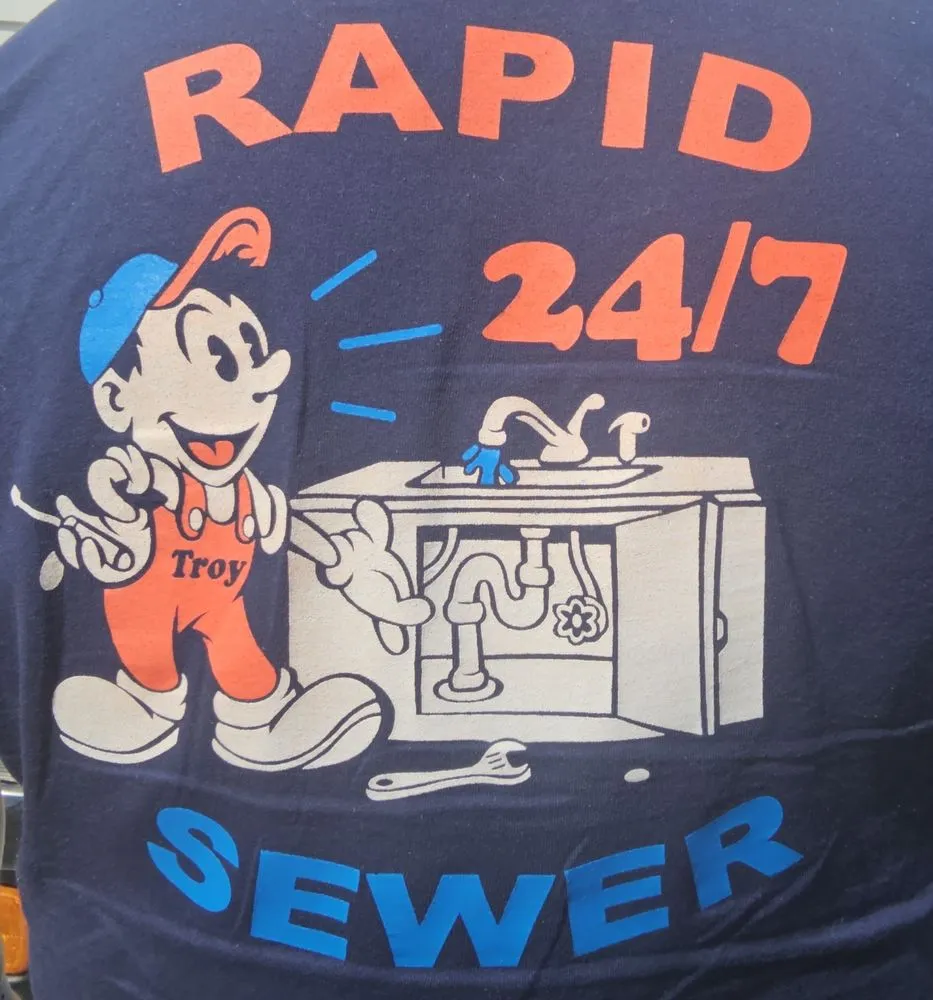 RAPID
24/7
Troy
SEWER